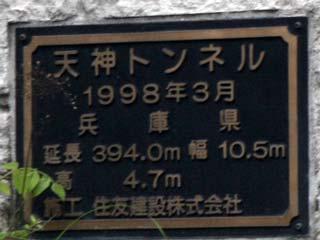 天神トンネル
1998年3月
兵庫県
延長 394.0m 幅 10.5m
高 4.7m
施工 住友建設株式会社